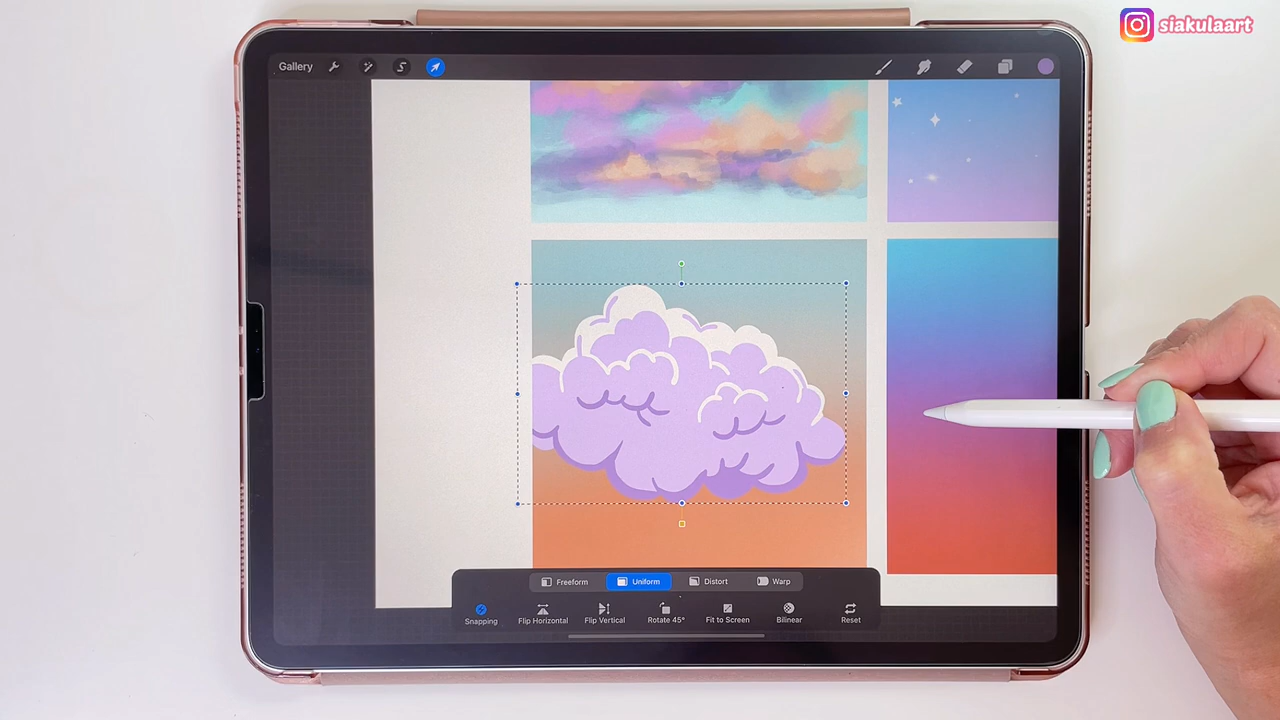 siakulaart
Gallery
Freeform Uniform Distort Warp
Snapping Flip Horizontal Flip Vertical Rotate 45° Fit to Screen Bilinear Reset